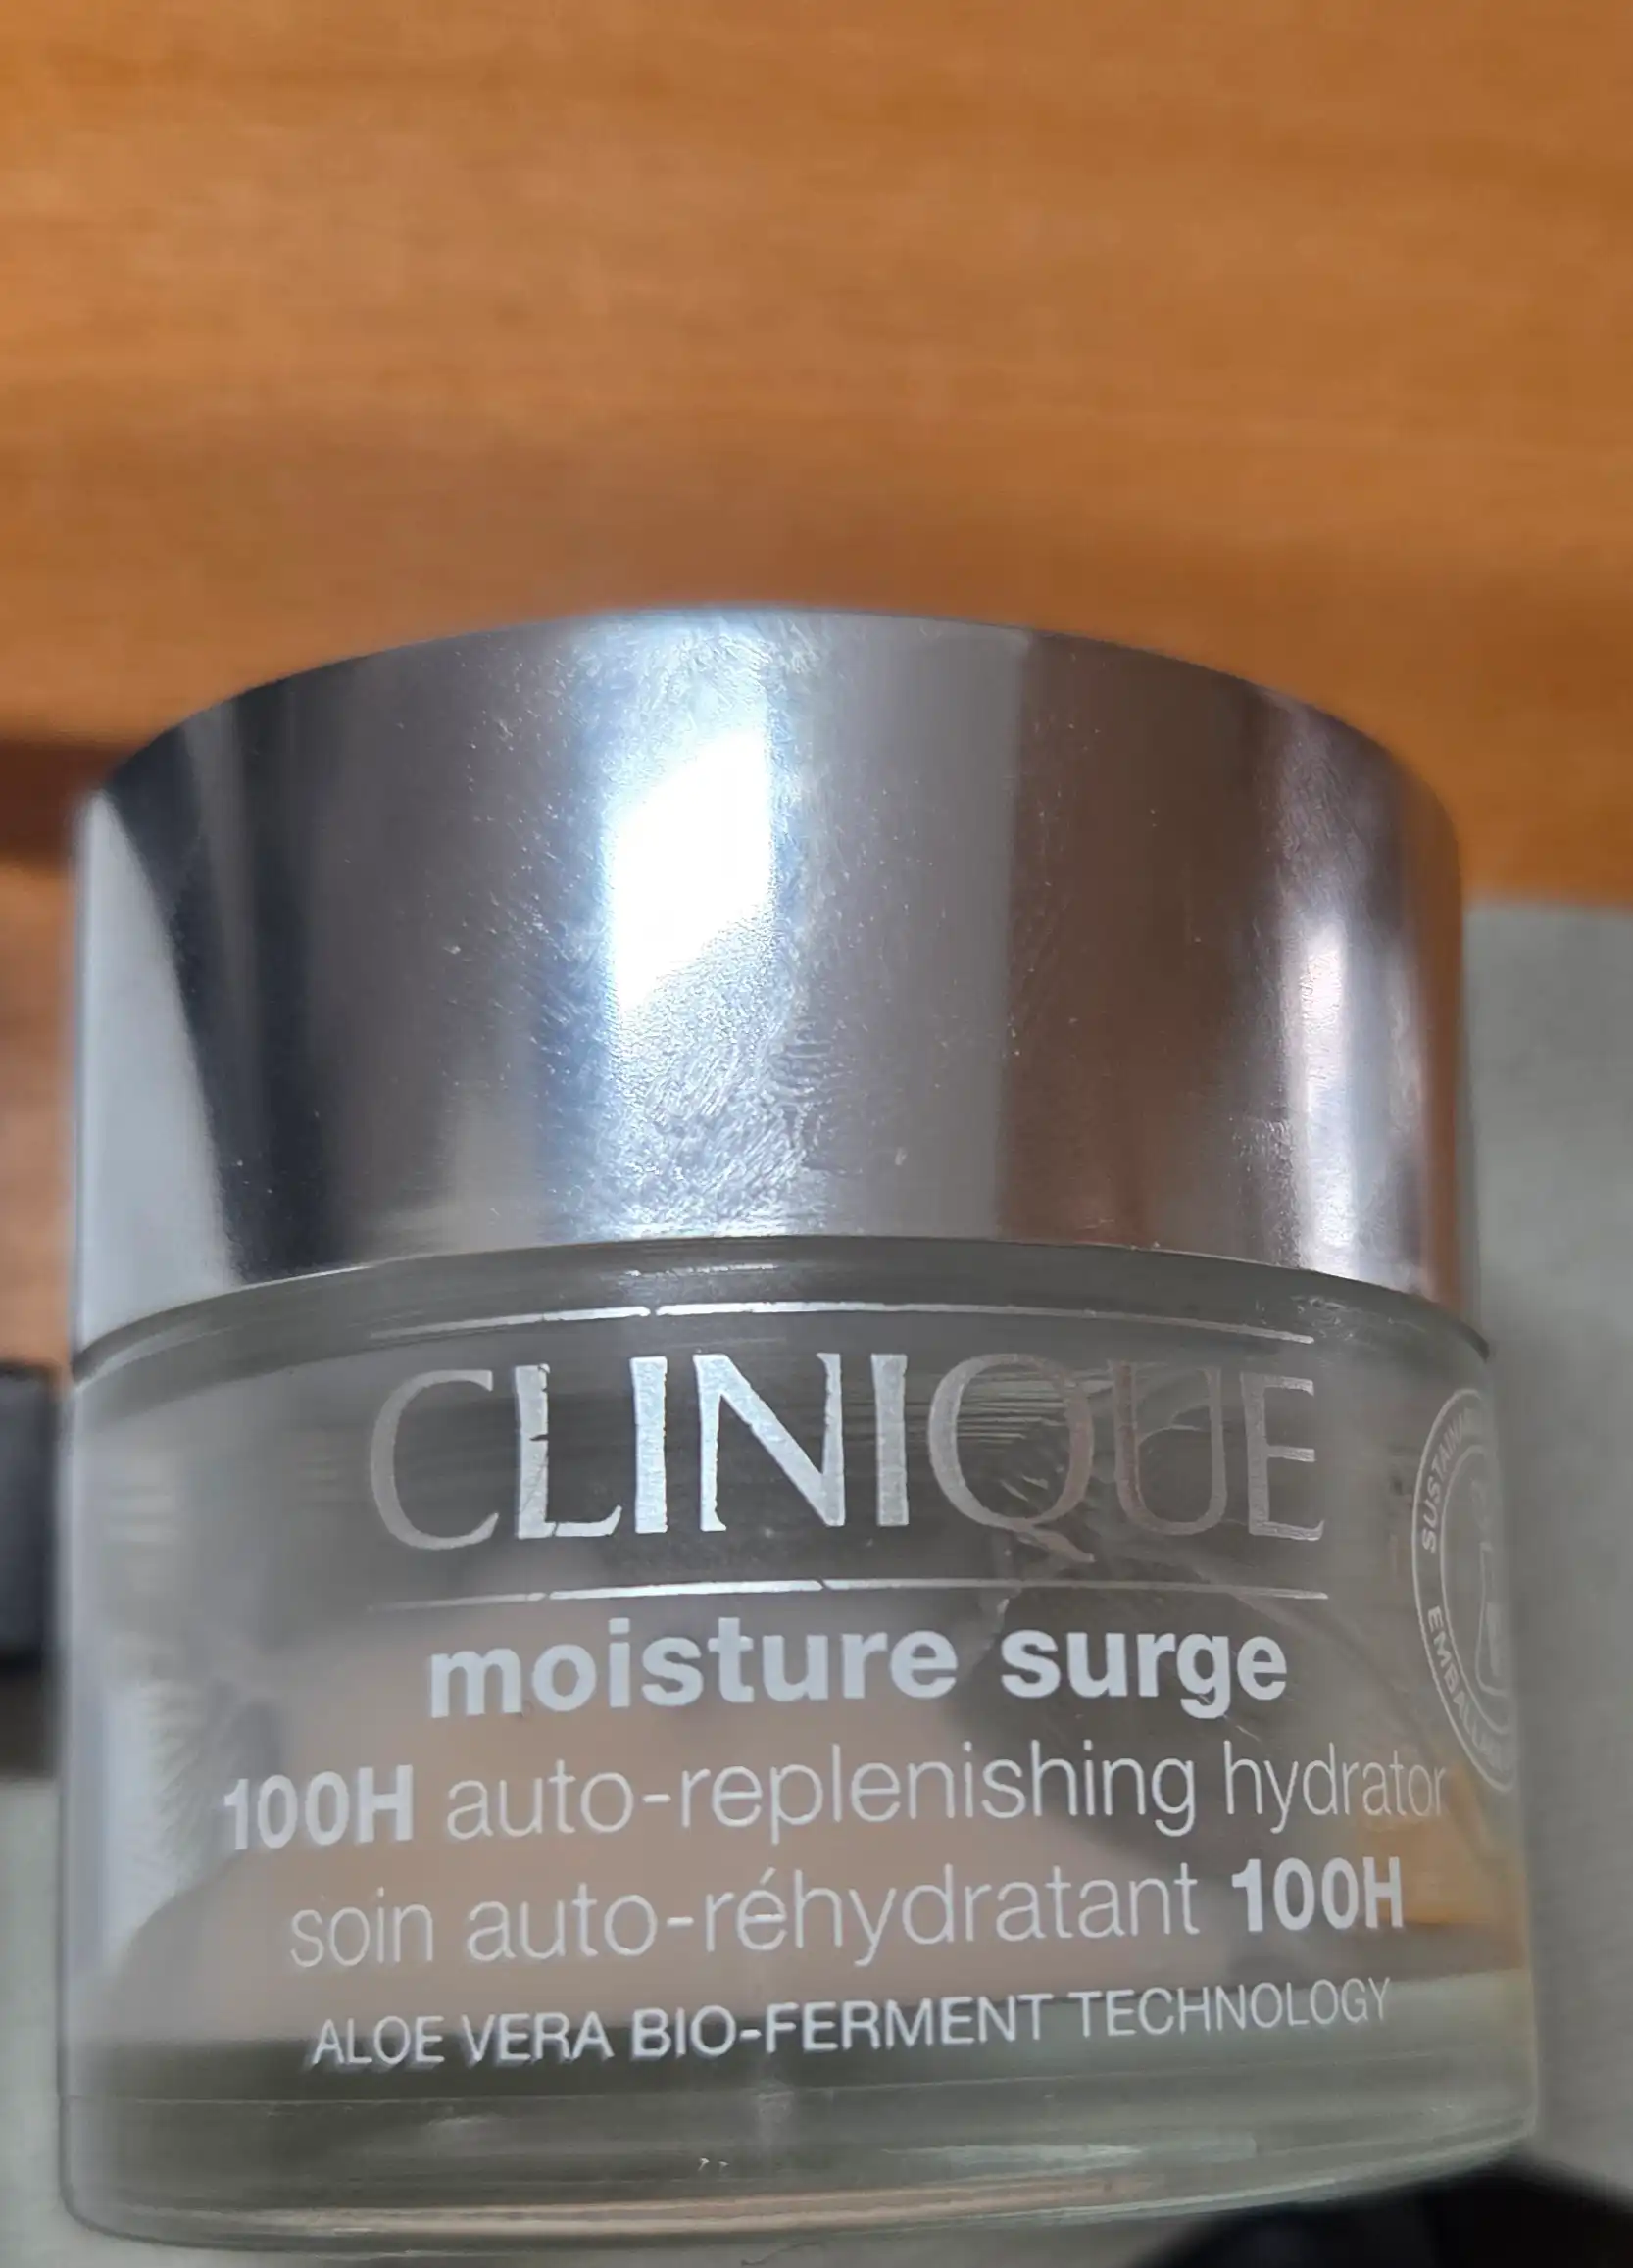 CLINIQUE
moisture surge
100H auto-replenishing hydrator
soin auto-réhydratant 100H
ALOE VERA BIO-FERMENT TECHNOLOGY